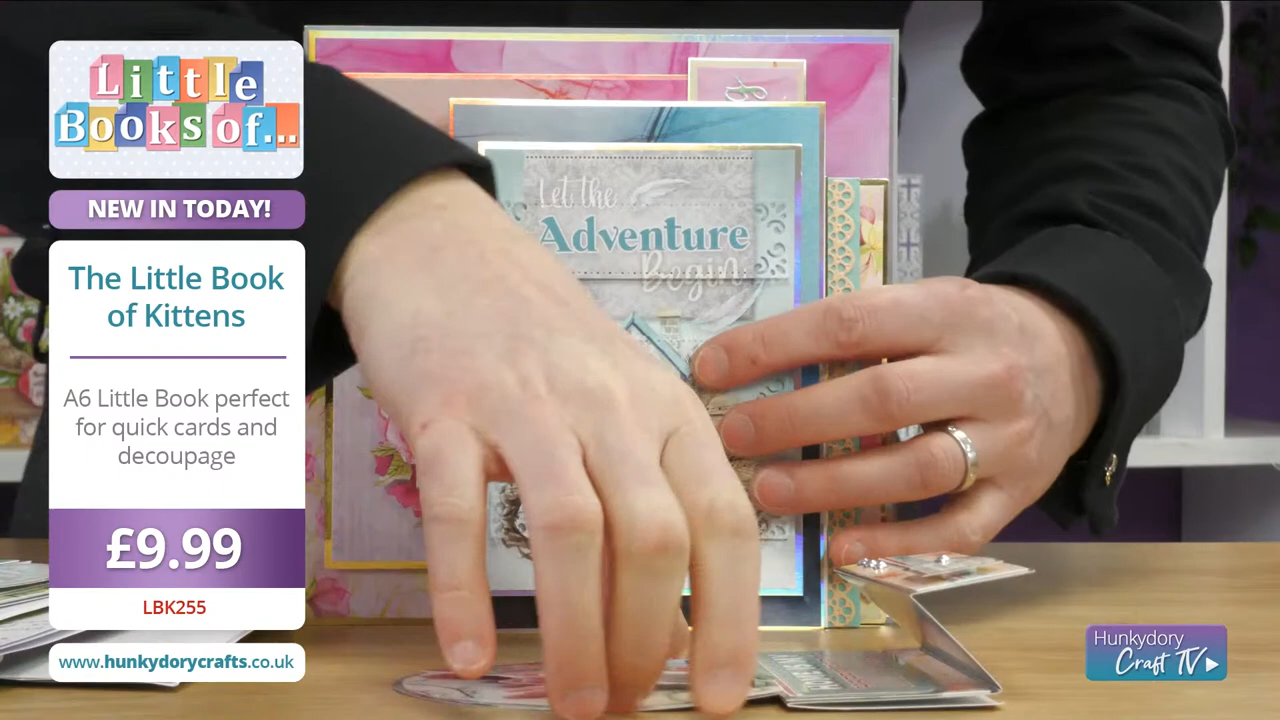 Little
Books of...
NEW IN TODAY!
The Little Book
of Kittens
A6 Little Book perfect
for quick cards and
decoupage
£9.99
LBK255
www.hunkydorycrafts.co.uk
Let the
Adventure
Begin
Hunkydory
Craft TV